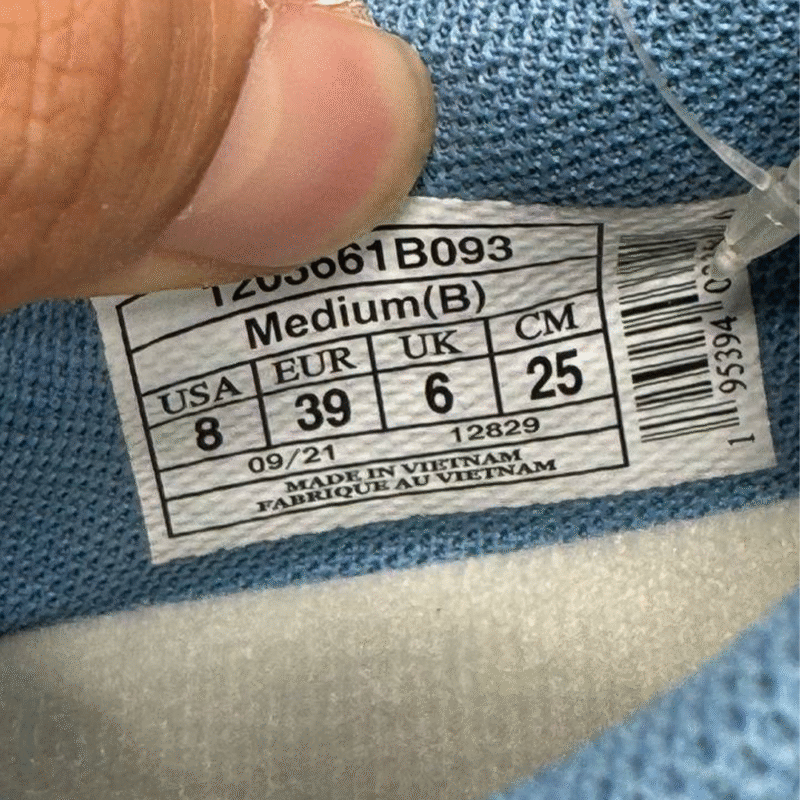 1203661B093
Medium(B)
USA EUR UK CM
8 39 6 25
09/21 12829
MADE IN VIETNAM
FABRIQUE AU VIETNAM
1 95394